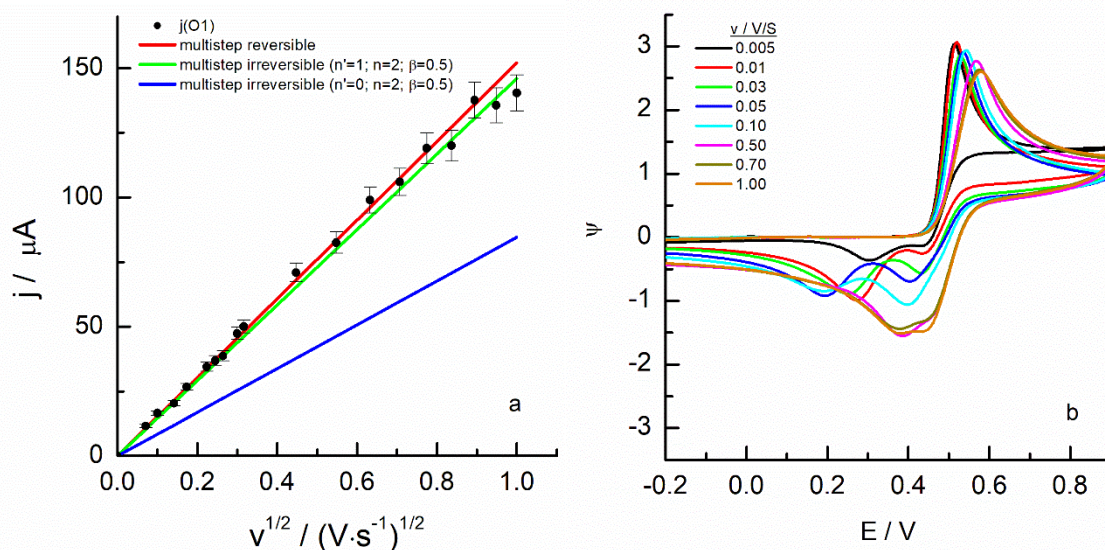 j(O1)
multistep reversible
multistep irreversible (n'=1; n=2; β=0.5)
multistep irreversible (n'=0; n=2; β=0.5)
150
100
50
0
j / μA
0.0 0.2 0.4 0.6 0.8 1.0
v^1/2 / (V·s^-1)^1/2
a
v / V/S
0.005
0.01
0.03
0.05
0.10
0.50
0.70
1.00
3
2
1
0
-1
-2
-3
Ψ
-0.2 0.0 0.2 0.4 0.6 0.8
E / V
b